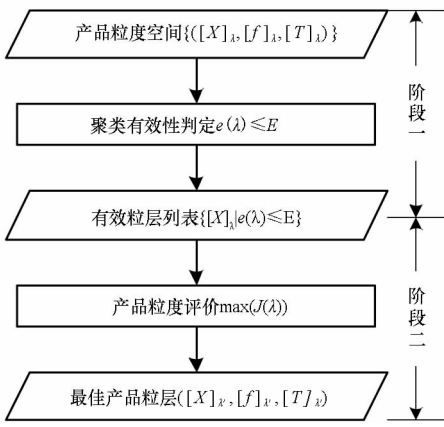 产品粒度空间{([X]λ,[f]λ,[T]λ)}
聚类有效性判定e(λ)≤E
有效粒层列表{[X]λ|e(λ)≤E}
产品粒度评价max(J(λ))
最佳产品粒层([X]λ',[f]λ',[T]λ')
阶段一
阶段二